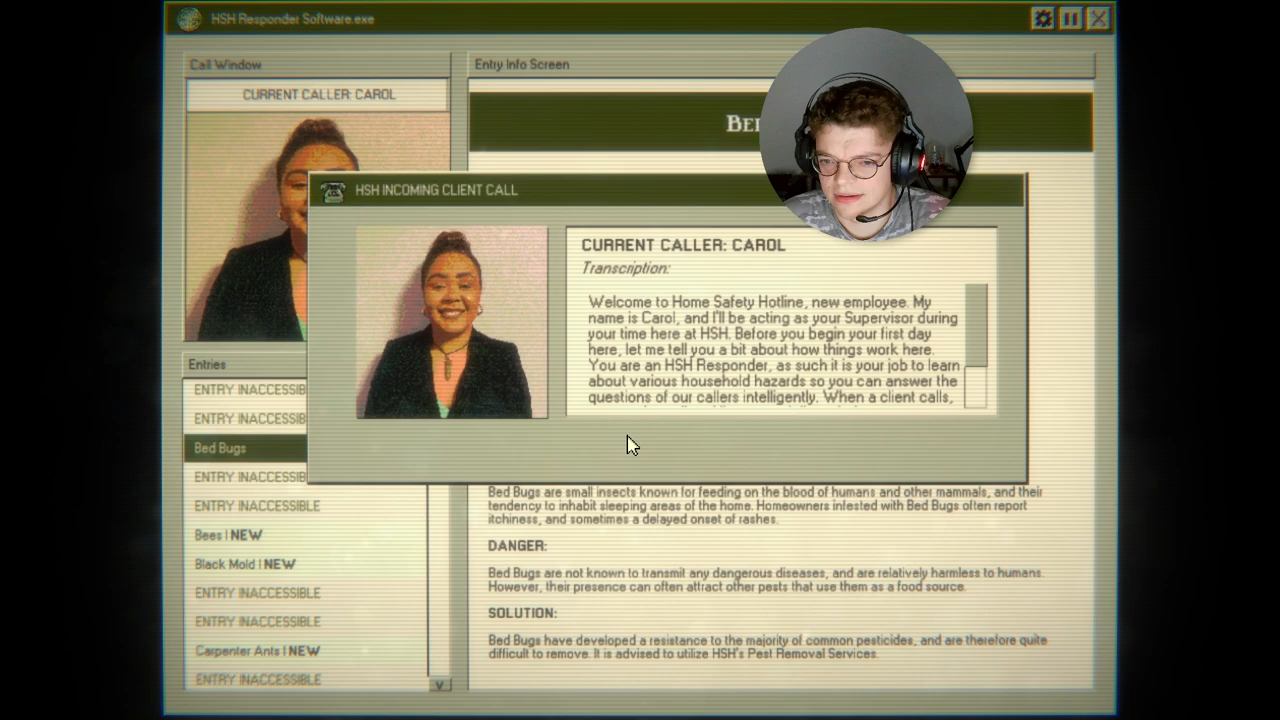 HSH Responder Software.exe
Call Window
CURRENT CALLER: CAROL
Entry Info Screen
HSH INCOMING CLIENT CALL
CURRENT CALLER: CAROL
Transcription:
Welcome to Home Safety Hotline, new employee. My
name is Carol, and I'll be acting as your Supervisor during
your time here at HSH. Before you begin your first day
here, let me tell you a bit about how things work here.
You are an HSH Responder, as such it is your job to learn
about various household hazards so you can answer the
questions of our callers intelligently. When a client calls,
Entries
ENTRY INACCESSIB
ENTRY INACCESSIB
Bed Bugs
ENTRY INACCESSIB
ENTRY INACCESSIBLE
Bees | NEW
Black Mold | NEW
ENTRY INACCESSIBLE
ENTRY INACCESSIBLE
Carpenter Ants | NEW
ENTRY INACCESSIBLE
Bed Bugs are small insects known for feeding on the blood of humans and other mammals, and their
tendency to inhabit sleeping areas of the home. Homeowners infested with Bed Bugs often report
itchiness, and sometimes a delayed onset of rashes.
DANGER:
Bed Bugs are not known to transmit any dangerous diseases, and are relatively harmless to humans.
However, their presence can often attract other pests that use them as a food source.
SOLUTION:
Bed Bugs have developed a resistance to the majority of common pesticides, and are therefore quite
difficult to remove. It is advised to utilize HSH's Pest Removal Services.